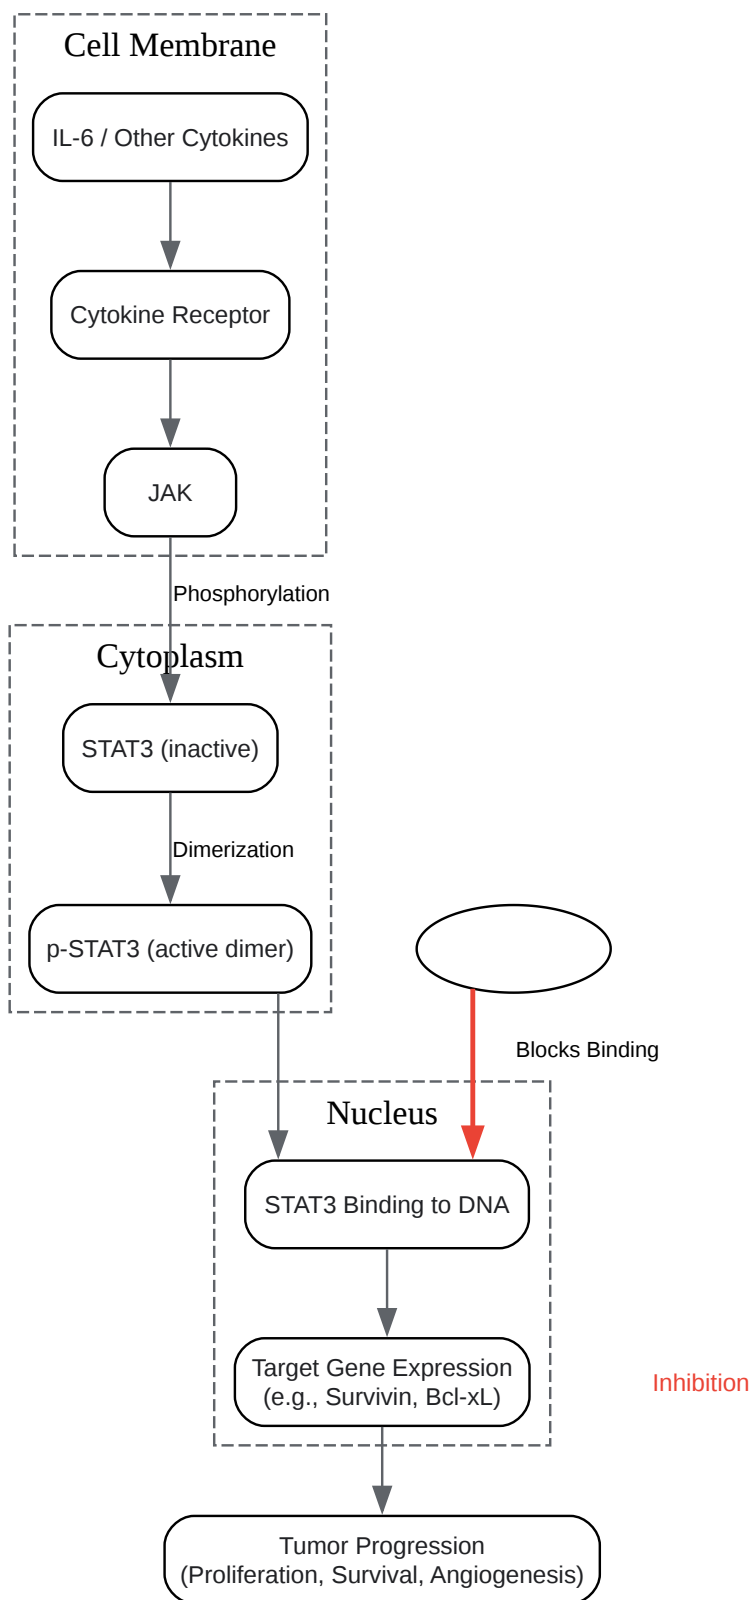 Cell Membrane
IL-6 / Other Cytokines
Cytokine Receptor
JAK
Phosphorylation
Cytoplasm
STAT3 (inactive)
Dimerization
p-STAT3 (active dimer)
Blocks Binding
Nucleus
STAT3 Binding to DNA
Target Gene Expression
(e.g., Survivin, Bcl-xL)
Inhibition
Tumor Progression
(Proliferation, Survival, Angiogenesis)